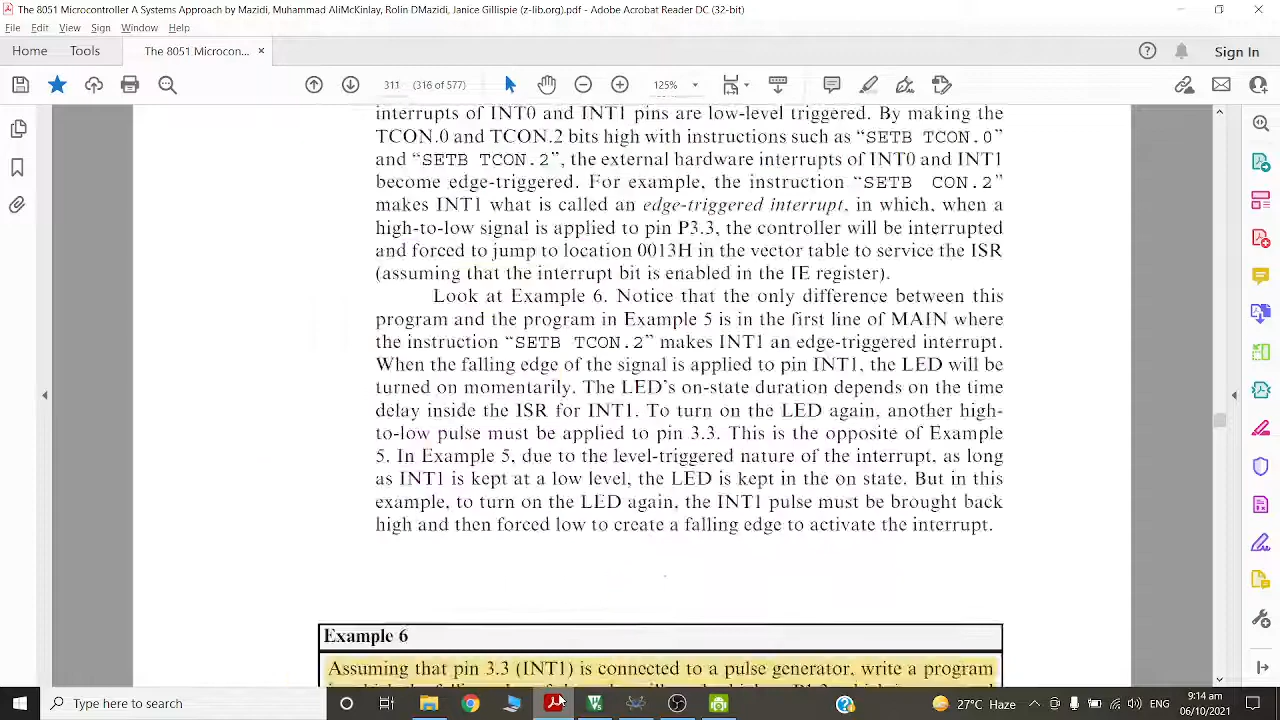 The 8051 Microcontroller A Systems Approach by Mazidi, Muhammad AliMcKinlay, Rolin DMazidi, Janice Gillispie (z-lib.org).pdf - Adobe Acrobat Reader DC (32-bit)
File Edit View Sign Window Help
Home Tools The 8051 Microcon... × Sign In
311 (316 of 577) 125%
interrupts of INT0 and INT1 pins are low-level triggered. By making the
TCON.0 and TCON.2 bits high with instructions such as “SETB TCON.0”
and “SETB TCON.2”, the external hardware interrupts of INT0 and INT1
become edge-triggered. For example, the instruction “SETB CON.2”
makes INT1 what is called an edge-triggered interrupt, in which, when a
high-to-low signal is applied to pin P3.3, the controller will be interrupted
and forced to jump to location 0013H in the vector table to service the ISR
(assuming that the interrupt bit is enabled in the IE register).
Look at Example 6. Notice that the only difference between this
program and the program in Example 5 is in the first line of MAIN where
the instruction “SETB TCON.2” makes INT1 an edge-triggered interrupt.
When the falling edge of the signal is applied to pin INT1, the LED will be
turned on momentarily. The LED’s on-state duration depends on the time
delay inside the ISR for INT1. To turn on the LED again, another high-
to-low pulse must be applied to pin 3.3. This is the opposite of Example
5. In Example 5, due to the level-triggered nature of the interrupt, as long
as INT1 is kept at a low level, the LED is kept in the on state. But in this
example, to turn on the LED again, the INT1 pulse must be brought back
high and then forced low to create a falling edge to activate the interrupt.
Example 6
Assuming that pin 3.3 (INT1) is connected to a pulse generator, write a program
Type here to search
27°C Haze ENG
9:14 am
06/10/2021